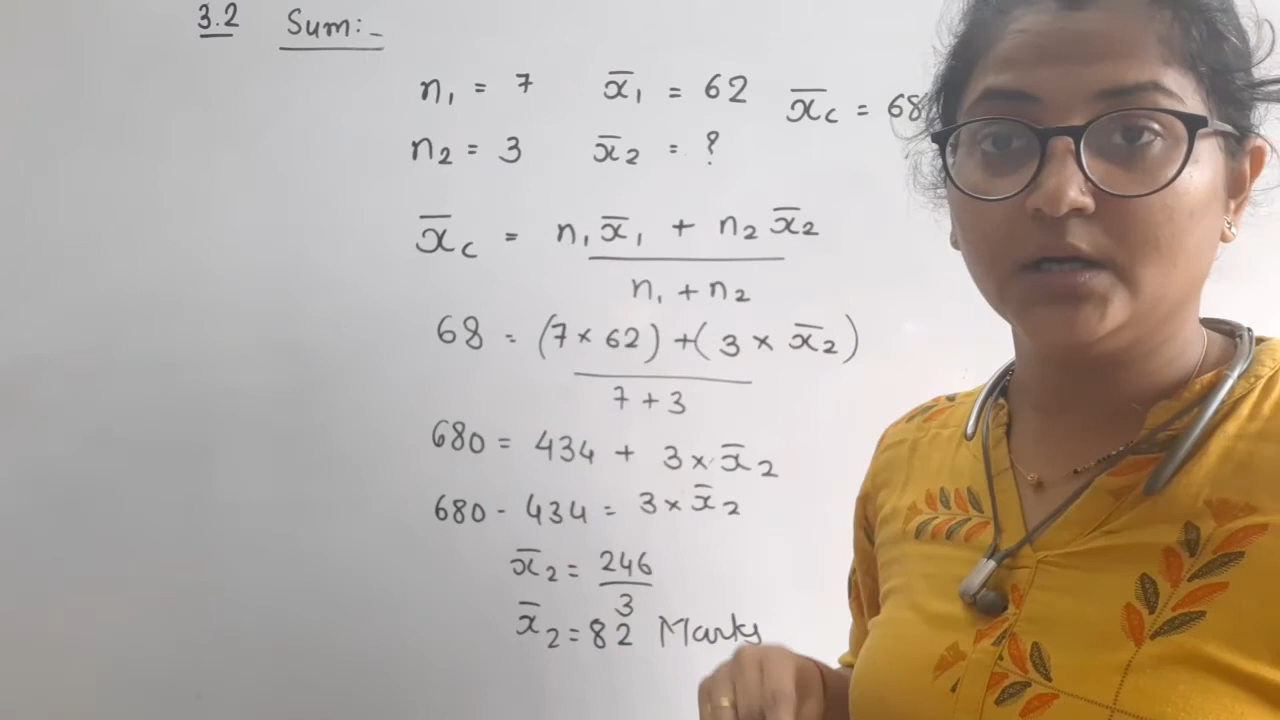 3.2 Sum:-
n₁ = 7 x̄₁ = 62 x̄c = 68
n₂ = 3 x̄₂ = ?
x̄c = n₁x̄₁ + n₂x̄₂
n₁ + n₂
68 = (7 × 62) + (3 × x̄₂)
7 + 3
680 = 434 + 3 × x̄₂
680 - 434 = 3 × x̄₂
x̄₂ = 246
3
x̄₂ = 82 Marks